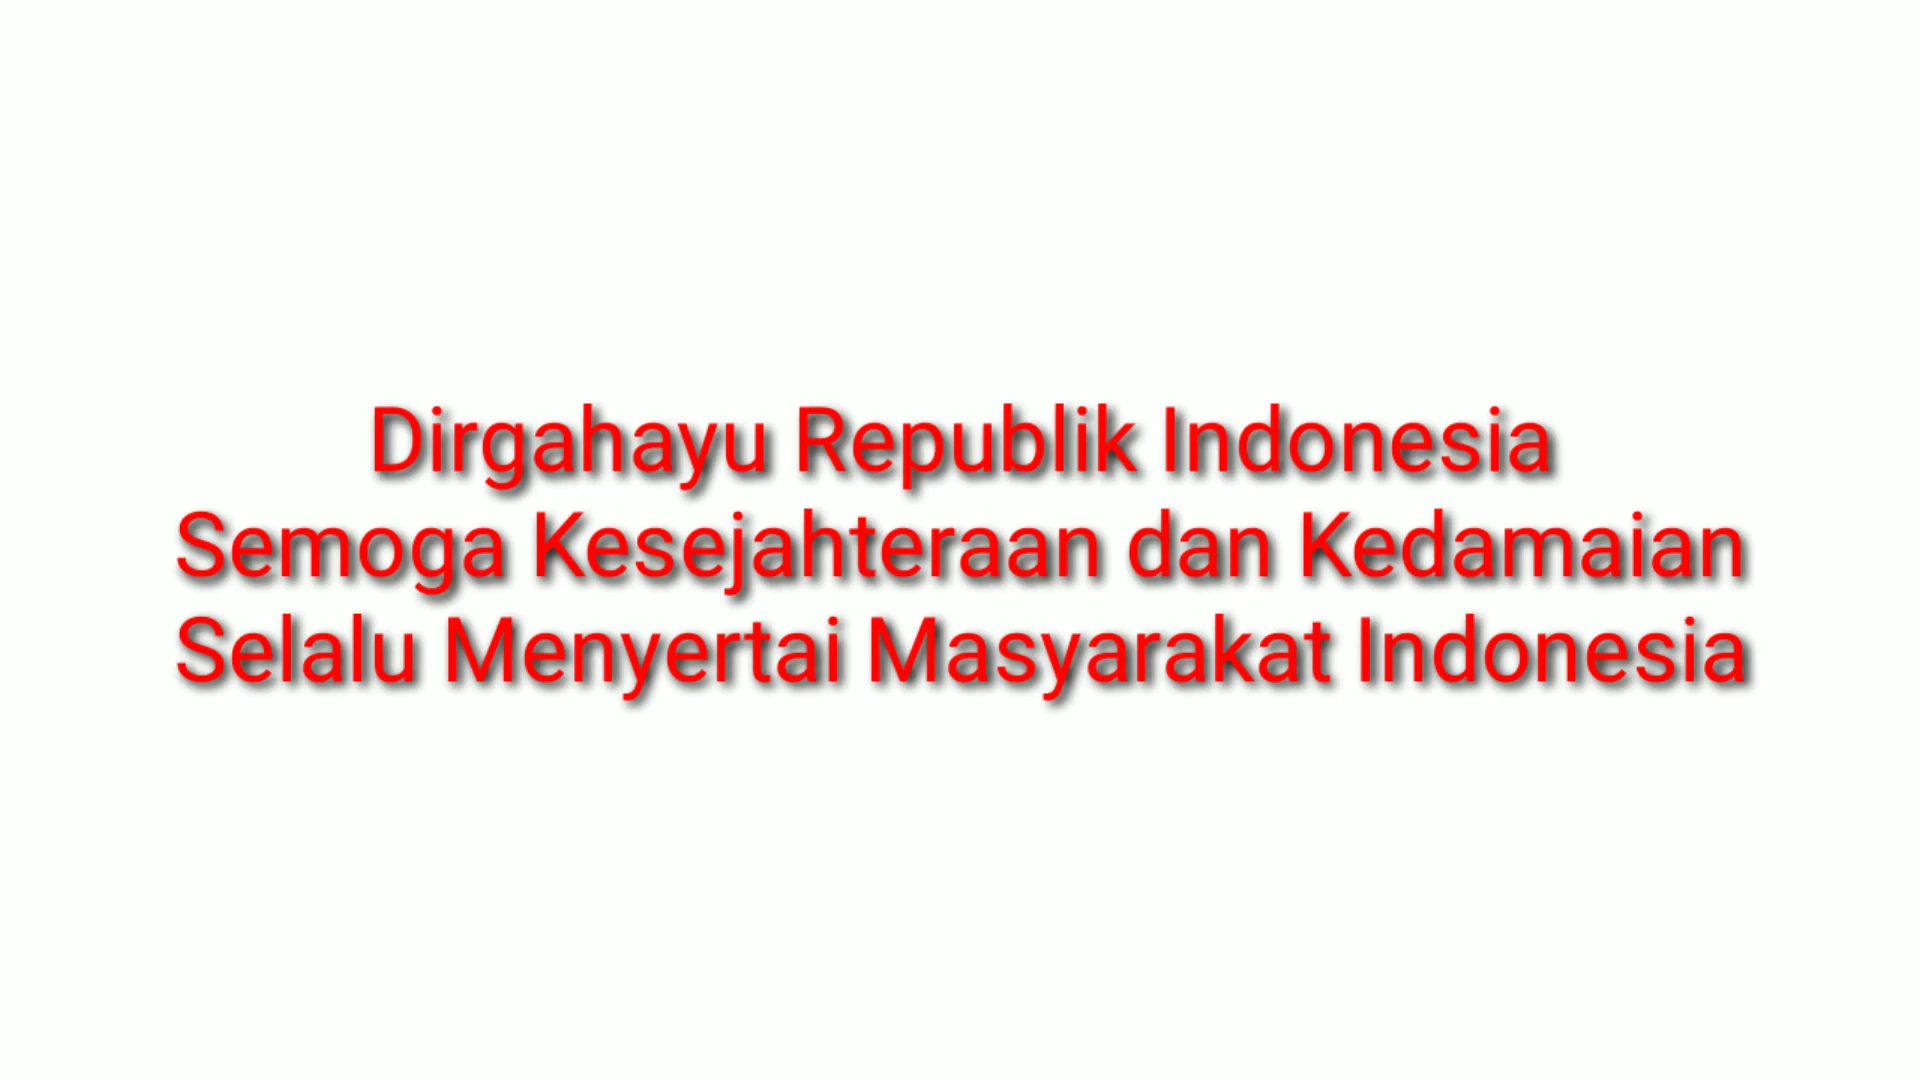 Dirgahayu Republik Indonesia
Semoga Kesejahteraan dan Kedamaian
Selalu Menyertai Masyarakat Indonesia